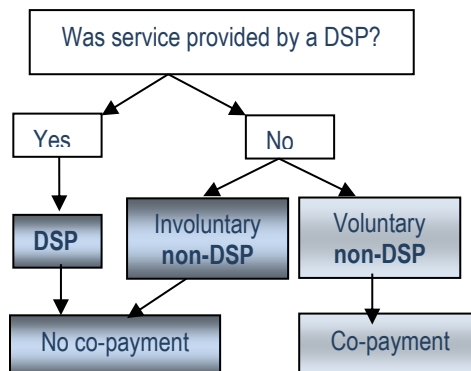 Was service provided by a DSP?
Yes
No
DSP
Involuntary
non-DSP
Voluntary
non-DSP
No co-payment
Co-payment